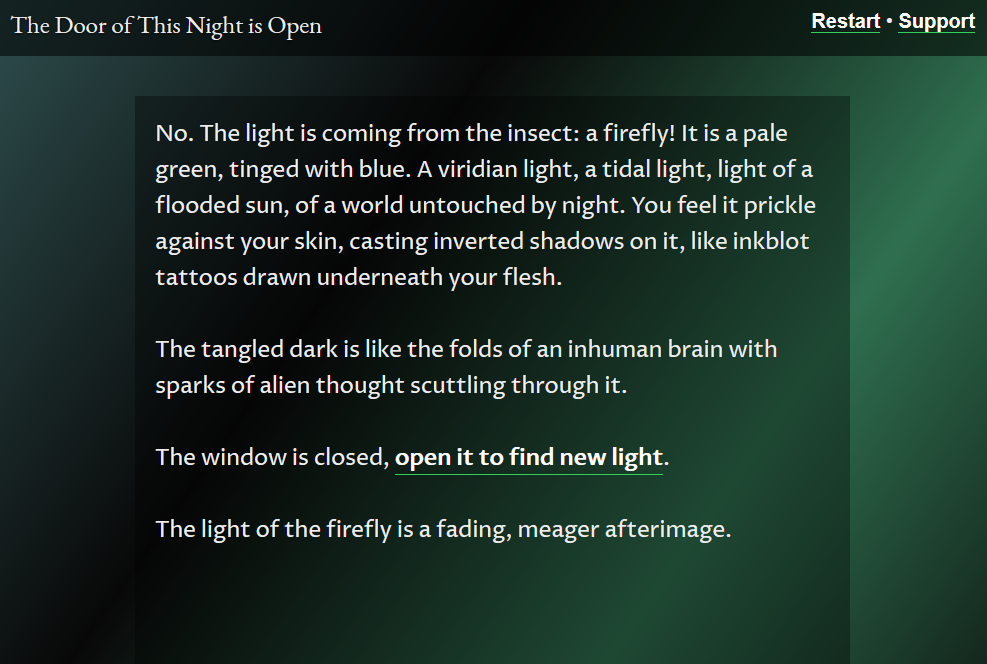 The Door of This Night is Open
Restart • Support
No. The light is coming from the insect: a firefly! It is a pale
green, tinged with blue. A viridian light, a tidal light, light of a
flooded sun, of a world untouched by night. You feel it prickle
against your skin, casting inverted shadows on it, like inkblot
tattoos drawn underneath your flesh.
The tangled dark is like the folds of an inhuman brain with
sparks of alien thought scuttling through it.
The window is closed, open it to find new light.
The light of the firefly is a fading, meager afterimage.